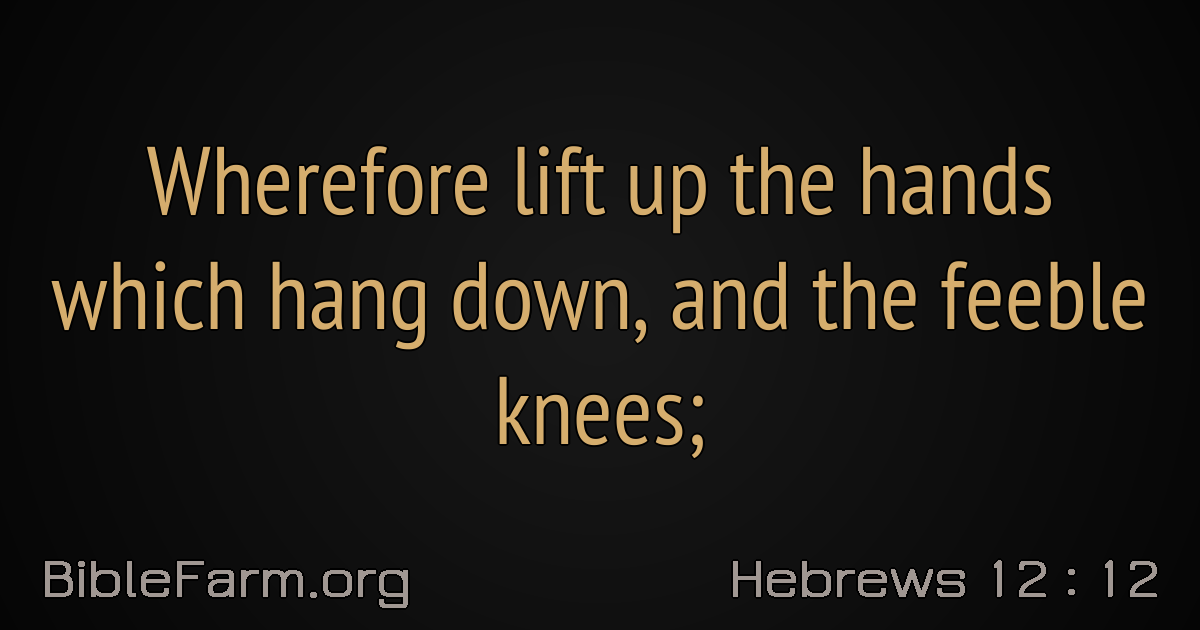 Wherefore lift up the hands
which hang down, and the feeble
knees;
BibleFarm.org
Hebrews 12 : 12